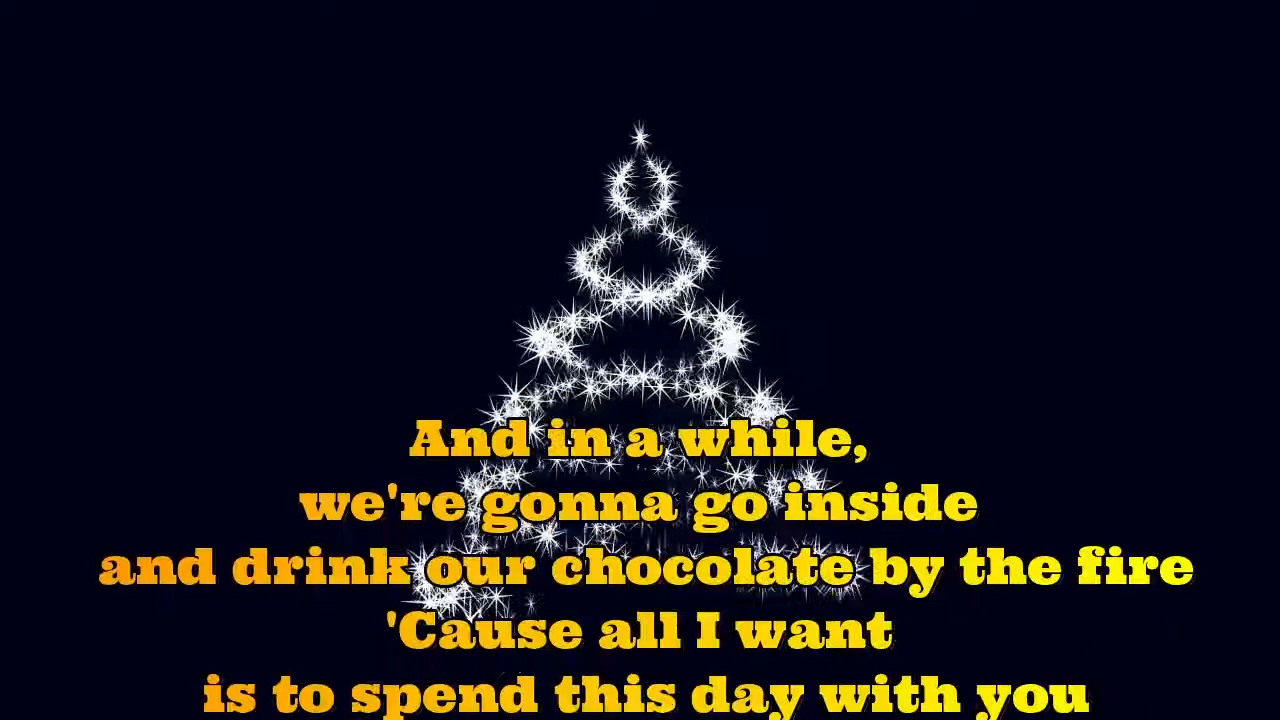 And in a while,
we're gonna go inside
and drink our chocolate by the fire
'Cause all I want
is to spend this day with you